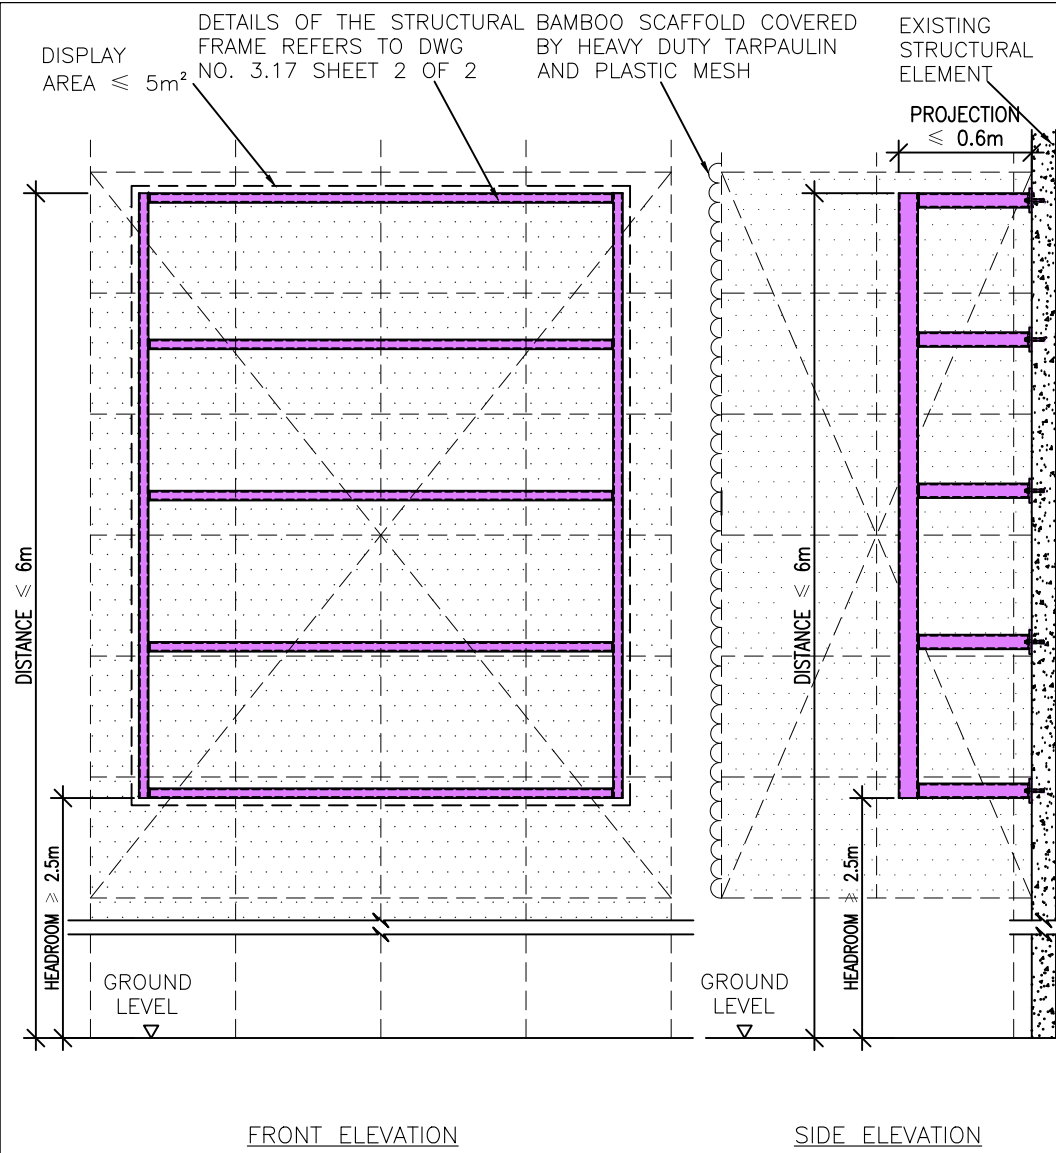 DISPLAY
AREA ≤ 5m²
DETAILS OF THE STRUCTURAL
FRAME REFERS TO DWG
NO. 3.17 SHEET 2 OF 2
BAMBOO SCAFFOLD COVERED
BY HEAVY DUTY TARPAULIN
AND PLASTIC MESH
EXISTING
STRUCTURAL
ELEMENT
PROJECTION
≤ 0.6m
DISTANCE ≤ 6m
HEADROOM ≥ 2.5m
GROUND
LEVEL
DISTANCE ≤ 6m
HEADROOM ≥ 2.5m
GROUND
LEVEL
FRONT ELEVATION
SIDE ELEVATION